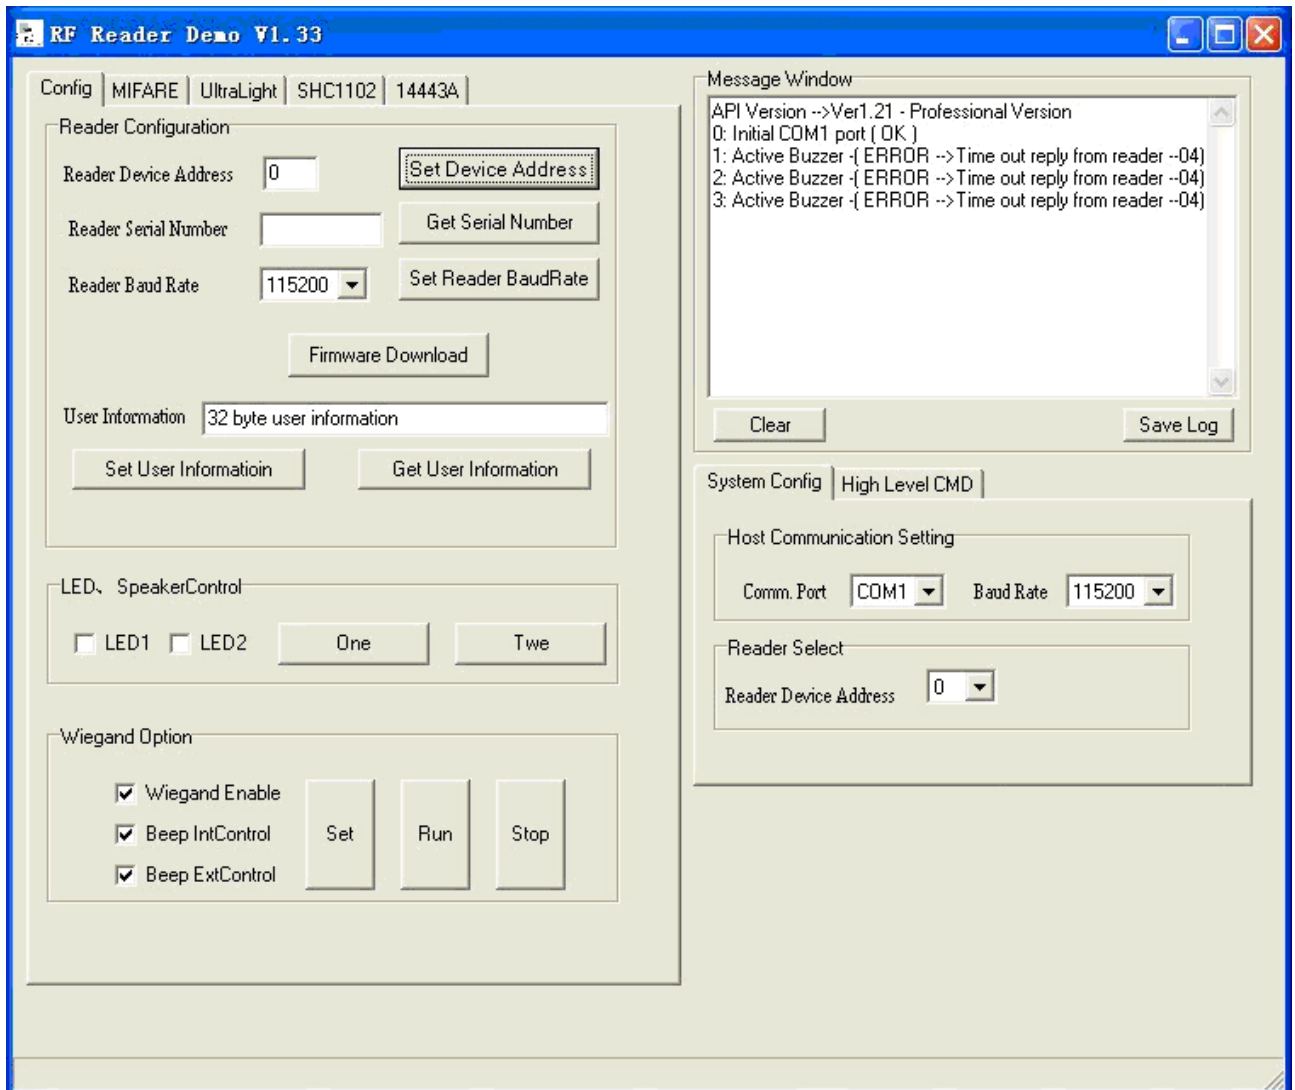 RF Reader Demo V1.33
Config MIFARE UltraLight SHC1102 14443A
Reader Configuration
Reader Device Address 0 Set Device Address
Reader Serial Number Get Serial Number
Reader Baud Rate 115200 Set Reader BaudRate
Firmware Download
User Information 32 byte user information
Set User Informatioin Get User Information
LED、 SpeakerControl
LED1 LED2 One Twe
Wiegand Option
Wiegand Enable
Beep IntControl
Beep ExtControl
Set Run Stop
Message Window
API Version -->Ver1.21 - Professional Version
0: Initial COM1 port ( OK )
1: Active Buzzer -( ERROR -->Time out reply from reader --04)
2: Active Buzzer -( ERROR -->Time out reply from reader --04)
3: Active Buzzer -( ERROR -->Time out reply from reader --04)
Clear Save Log
System Config High Level CMD
Host Communication Setting
Comm. Port COM1 Baud Rate 115200
Reader Select
Reader Device Address 0